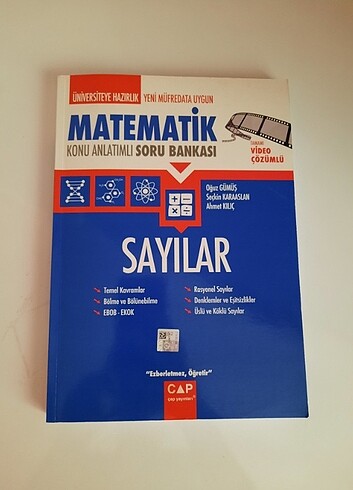 ÜNİVERSİTEYE HAZIRLIK YENİ MÜFREDATA UYGUN
MATEMATİK
KONU ANLATIMLI SORU BANKASI
TAMAMI
VİDEO
ÇÖZÜMLÜ
Oğuz GÜMÜŞ
Seçkin KARAASLAN
Ahmet KILIÇ
SAYILAR
Temel Kavramlar
Bölme ve Bölünebilme
EBOB - EKOK
Rasyonel Sayılar
Denklemler ve Eşitsizlikler
Üslü ve Köklü Sayılar
"Ezberletmez, Öğretir"
ÇAP
çap yayınları